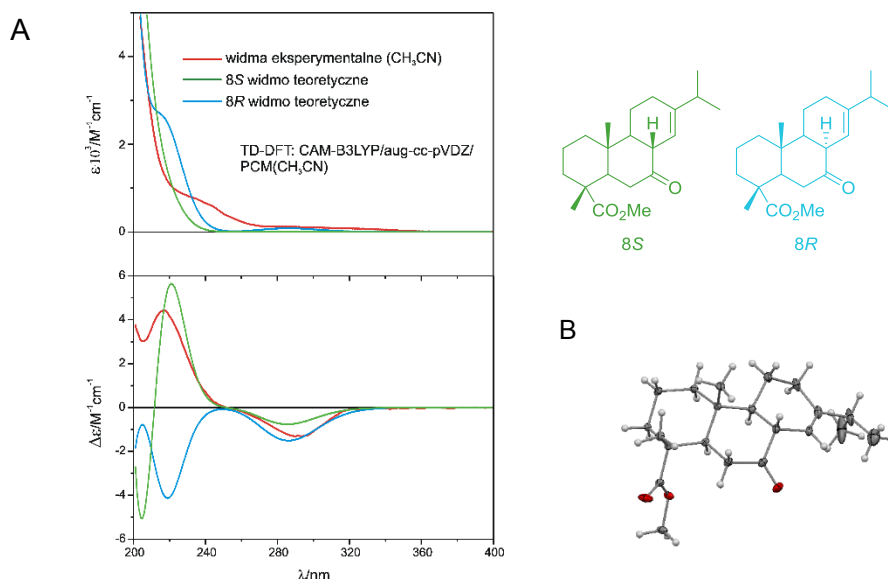 A
widma eksperymentalne (CH₃CN)
8S widmo teoretyczne
8R widmo teoretyczne
TD-DFT: CAM-B3LYP/aug-cc-pVDZ/
PCM(CH₃CN)
ε·10³/M⁻¹cm⁻¹
4
2
0
Δε/M⁻¹cm⁻¹
6
4
2
0
-2
-4
-6
200 240 280 320 360 400
λ/nm
H
O
CO₂Me
8S
H
O
CO₂Me
8R
B